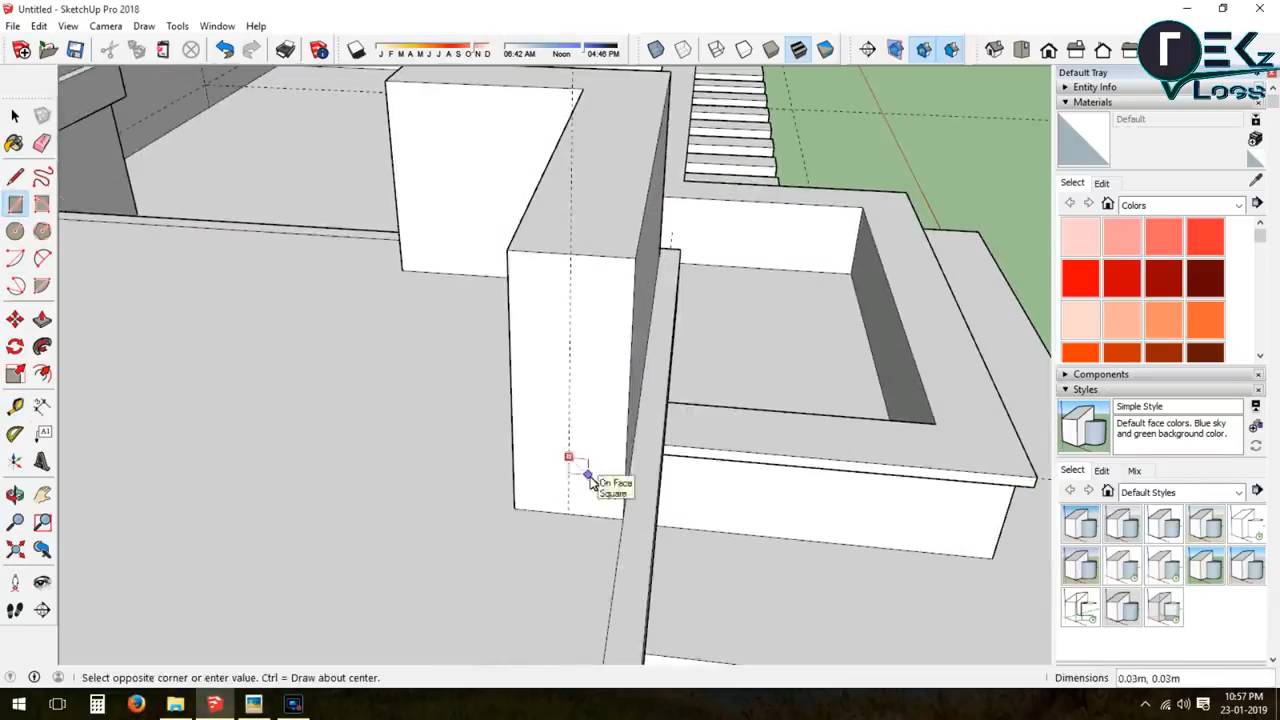 Untitled - SketchUp Pro 2018
File Edit View Camera Draw Tools Window Help
J F M A M J J A S O N D
06:42 AM Noon 04:46 PM
TEKz
VLogs
Default Tray
Entity Info
Materials
Default
Select Edit
Colors
Components
Styles
Simple Style
Default face colors. Blue sky and green background color.
Select Edit Mix
Default Styles
A1
On Face
Square
Select opposite corner or enter value. Ctrl = Draw about center.
Dimensions 0.03m, 0.03m
10:57 PM
23-01-2019